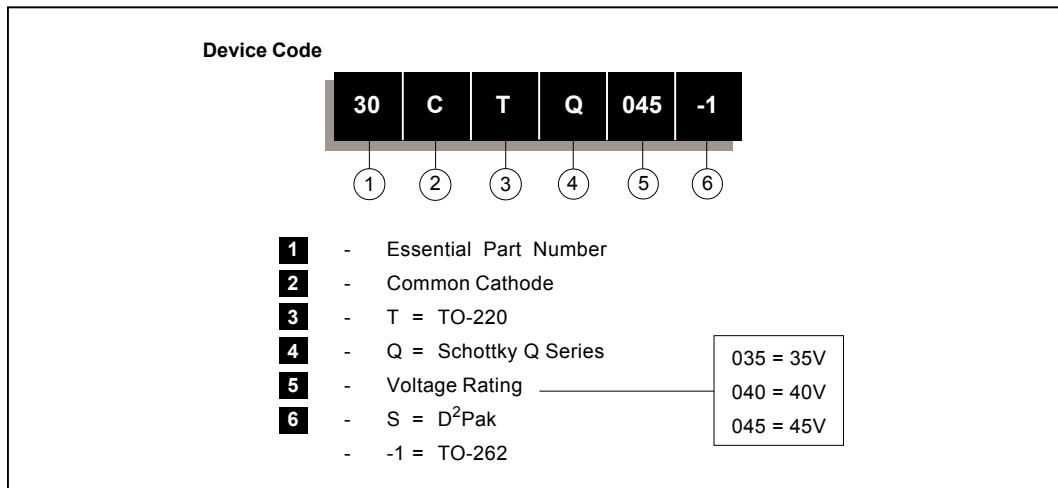 Device Code
30 C T Q 045 -1
1 2 3 4 5 6
1 - Essential Part Number
2 - Common Cathode
3 - T = TO-220
4 - Q = Schottky Q Series
5 - Voltage Rating
6 - S = D²Pak
- -1 = TO-262
035 = 35V
040 = 40V
045 = 45V